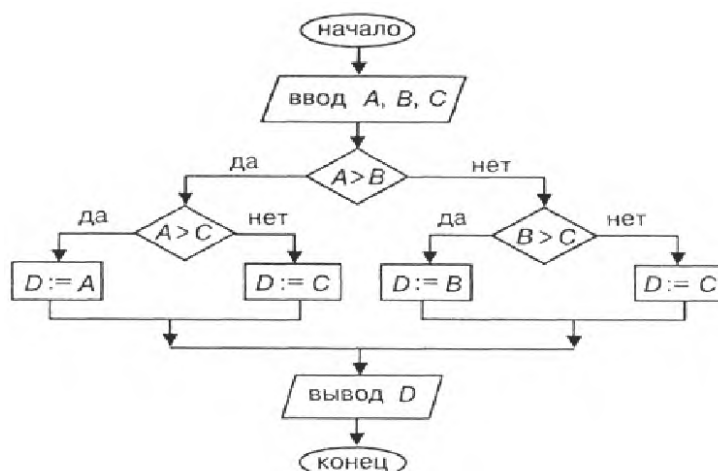 начало
ввод A, B, C
да A>B нет
да A>C нет да B>C нет
D:= A D:= C D:= B D:= C
вывод D
конец